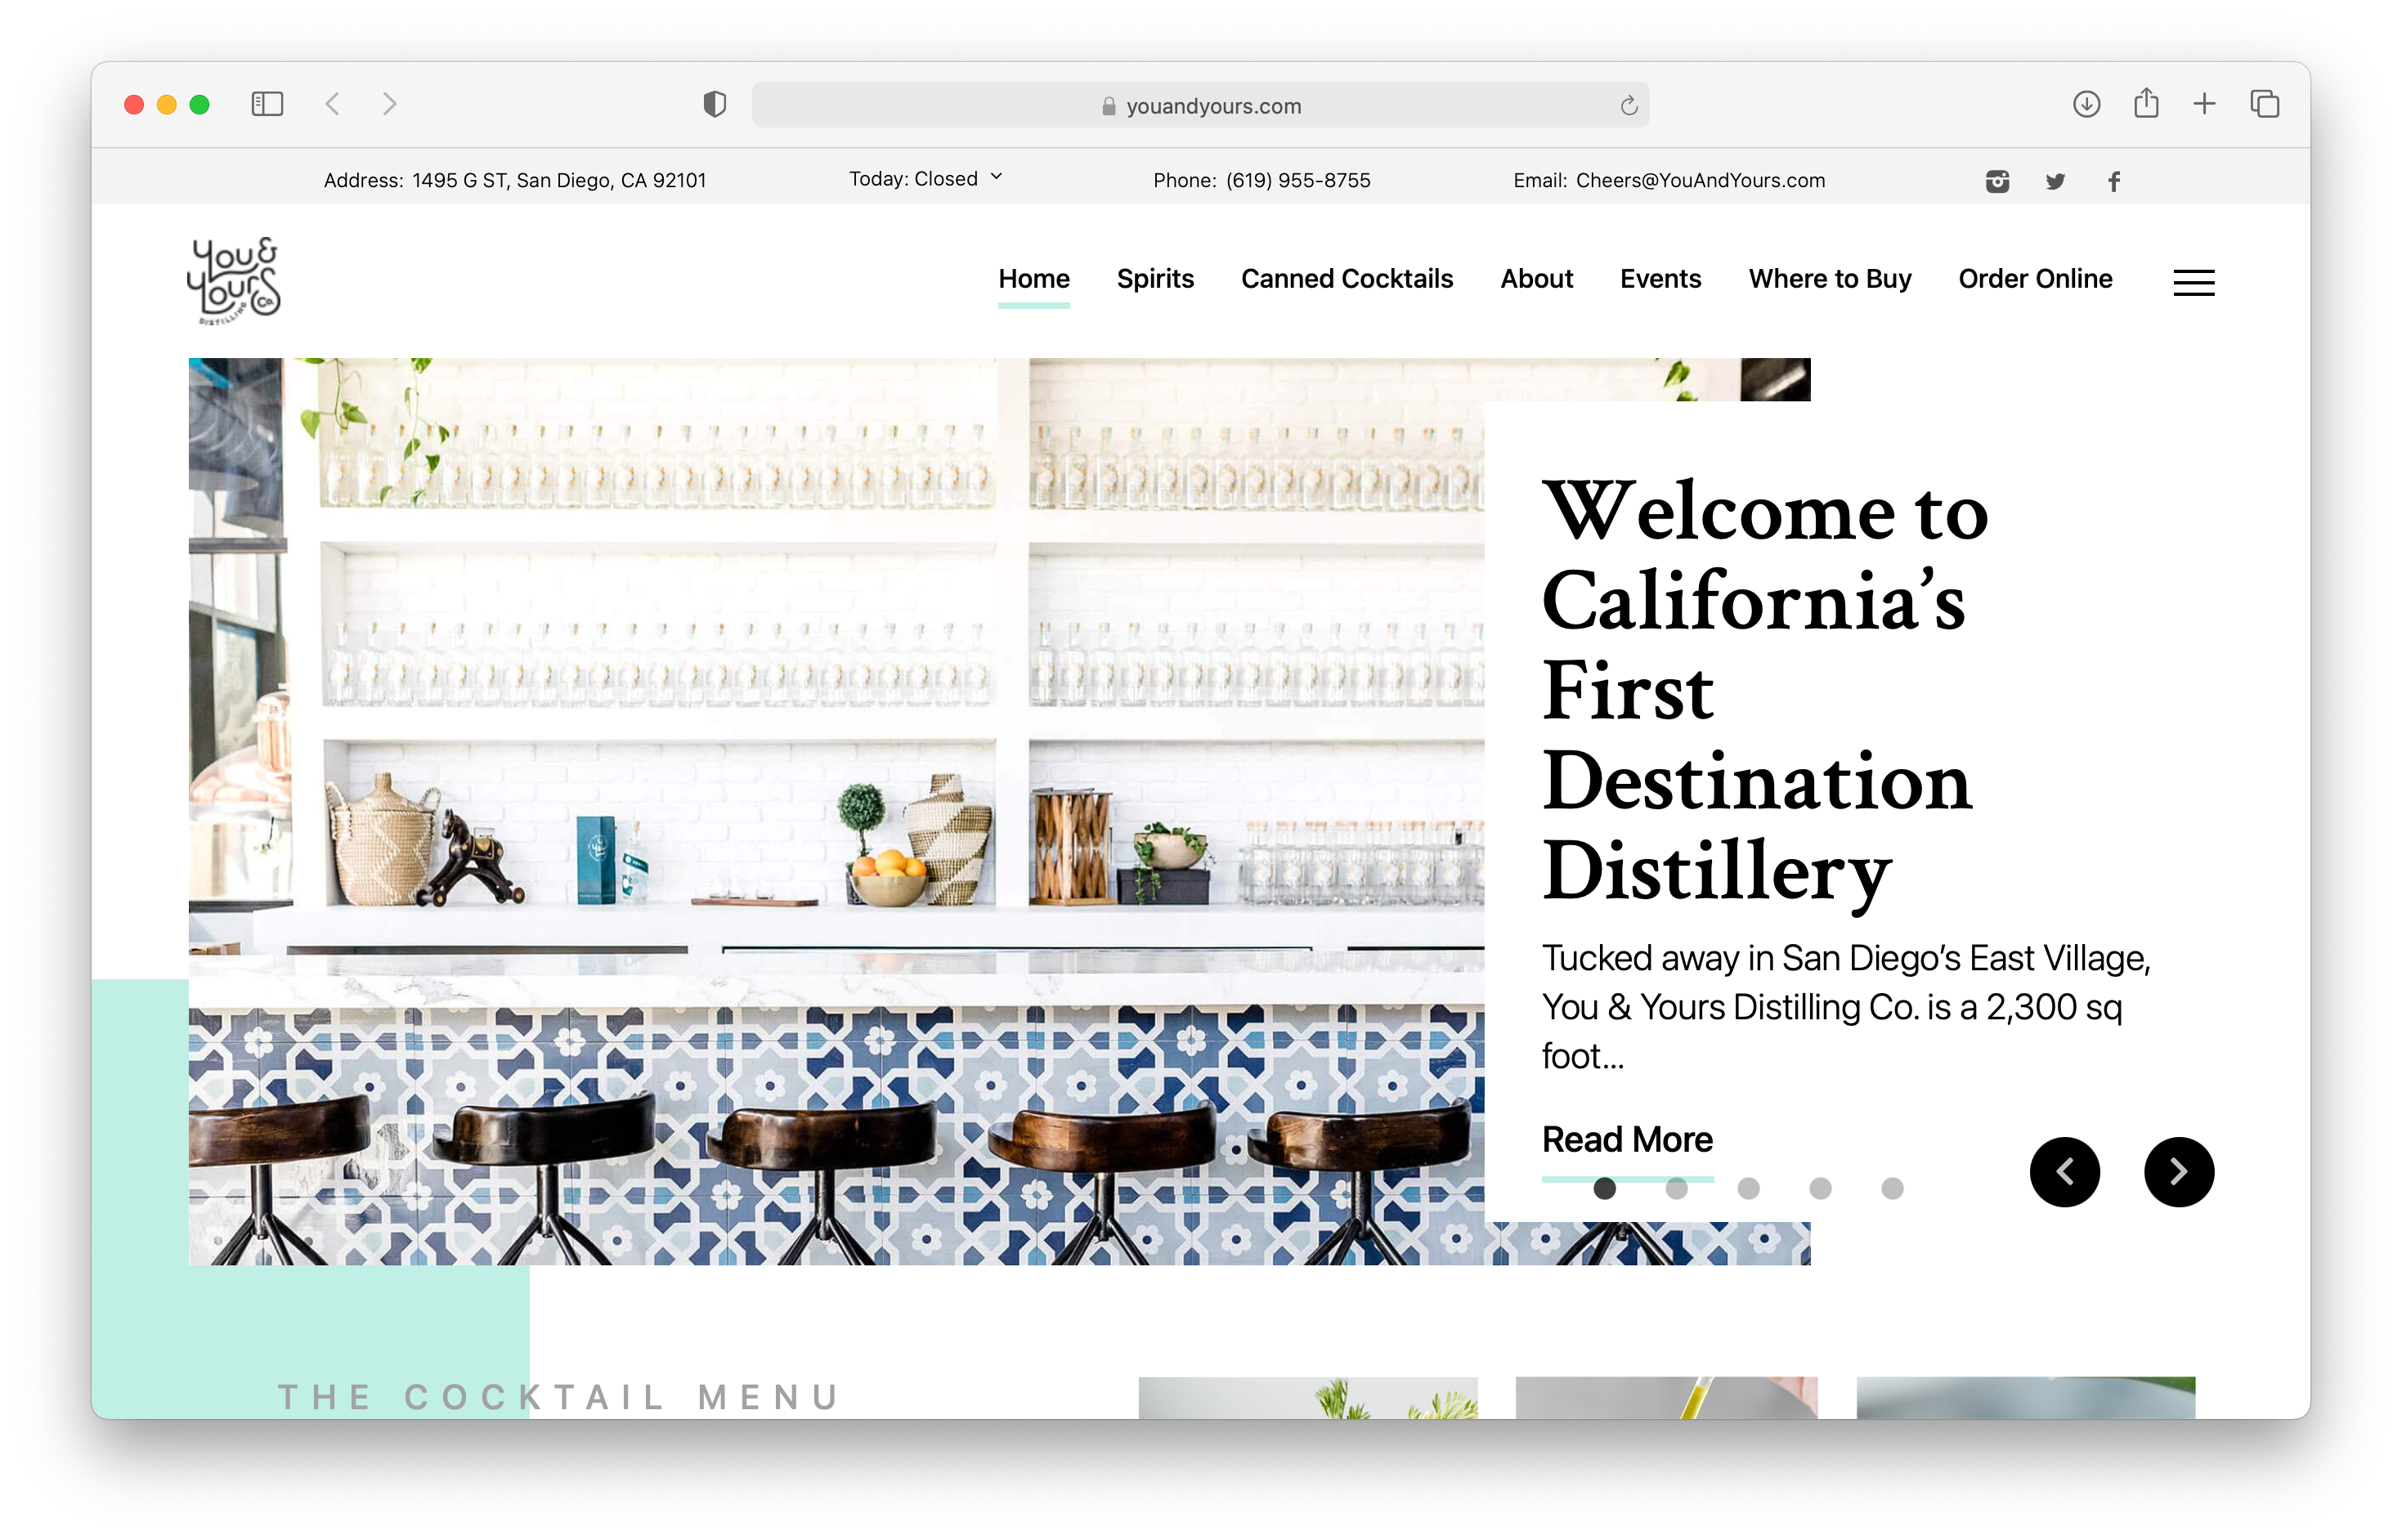 youandyours.com
Address: 1495 G ST, San Diego, CA 92101
Today: Closed
Phone: (619) 955-8755
Email: Cheers@YouAndYours.com
You &
Yours
Co.
DISTILLING
Home
Spirits
Canned Cocktails
About
Events
Where to Buy
Order Online
Welcome to
California’s
First
Destination
Distillery
Tucked away in San Diego’s East Village,
You & Yours Distilling Co. is a 2,300 sq
foot...
Read More
THE COCKTAIL MENU